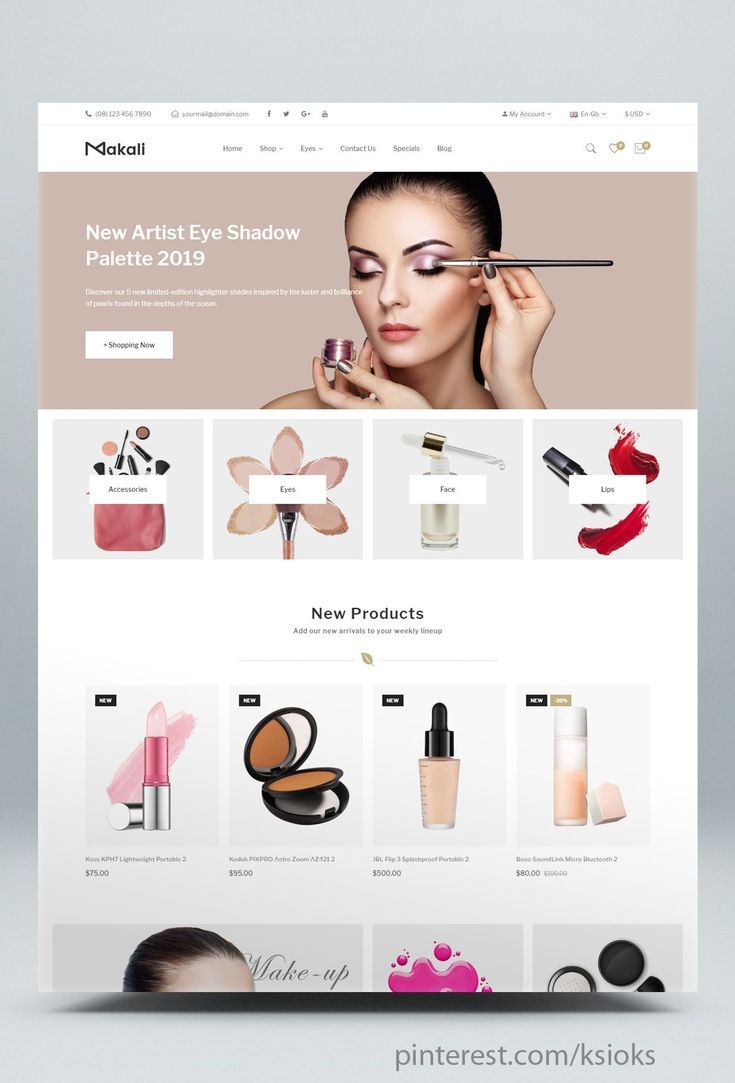 (08) 123 456 7890 yourmail@domain.com My Account En-Gb $ USD
Makali Home Shop Eyes Contact Us Specials Blog 0 0
New Artist Eye Shadow
Palette 2019
Discover our 5 new limited-edition highlighter shades inspired by the luster and brilliance
of pearls found in the depths of the ocean.
+ Shopping Now
Accessories Eyes Face Lips
New Products
Add our new arrivals to your weekly lineup
NEW NEW NEW NEW -20%
Koss KPH7 Lightweight Portable 2 Kodak PIXPRO Astro Zoom AZ421 2 JBL Flip 3 Splashproof Portable 2 Bose SoundLink Micro Bluetooth 2
$75.00 $95.00 $500.00 $80.00 $100.00
Make-up
pinterest.com/ksioks